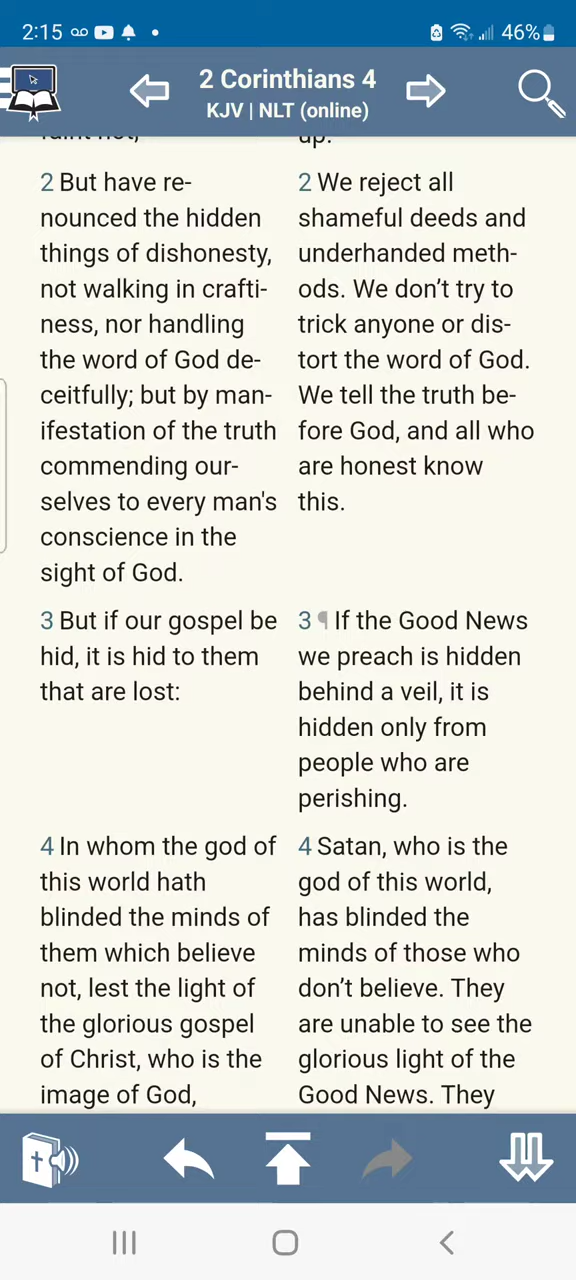 2:15
46%
2 Corinthians 4
KJV | NLT (online)
faint not,
2 But have re-
nounced the hidden
things of dishonesty,
not walking in crafti-
ness, nor handling
the word of God de-
ceitfully; but by man-
ifestation of the truth
commending our-
selves to every man's
conscience in the
sight of God.
3 But if our gospel be
hid, it is hid to them
that are lost:
4 In whom the god of
this world hath
blinded the minds of
them which believe
not, lest the light of
the glorious gospel
of Christ, who is the
image of God,
up.
2 We reject all
shameful deeds and
underhanded meth-
ods. We don’t try to
trick anyone or dis-
tort the word of God.
We tell the truth be-
fore God, and all who
are honest know
this.
3 ¶ If the Good News
we preach is hidden
behind a veil, it is
hidden only from
people who are
perishing.
4 Satan, who is the
god of this world,
has blinded the
minds of those who
don’t believe. They
are unable to see the
glorious light of the
Good News. They